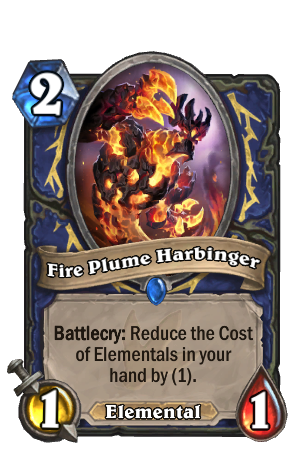 2
Fire Plume Harbinger
Battlecry: Reduce the Cost
of Elementals in your
hand by (1).
1
Elemental
1